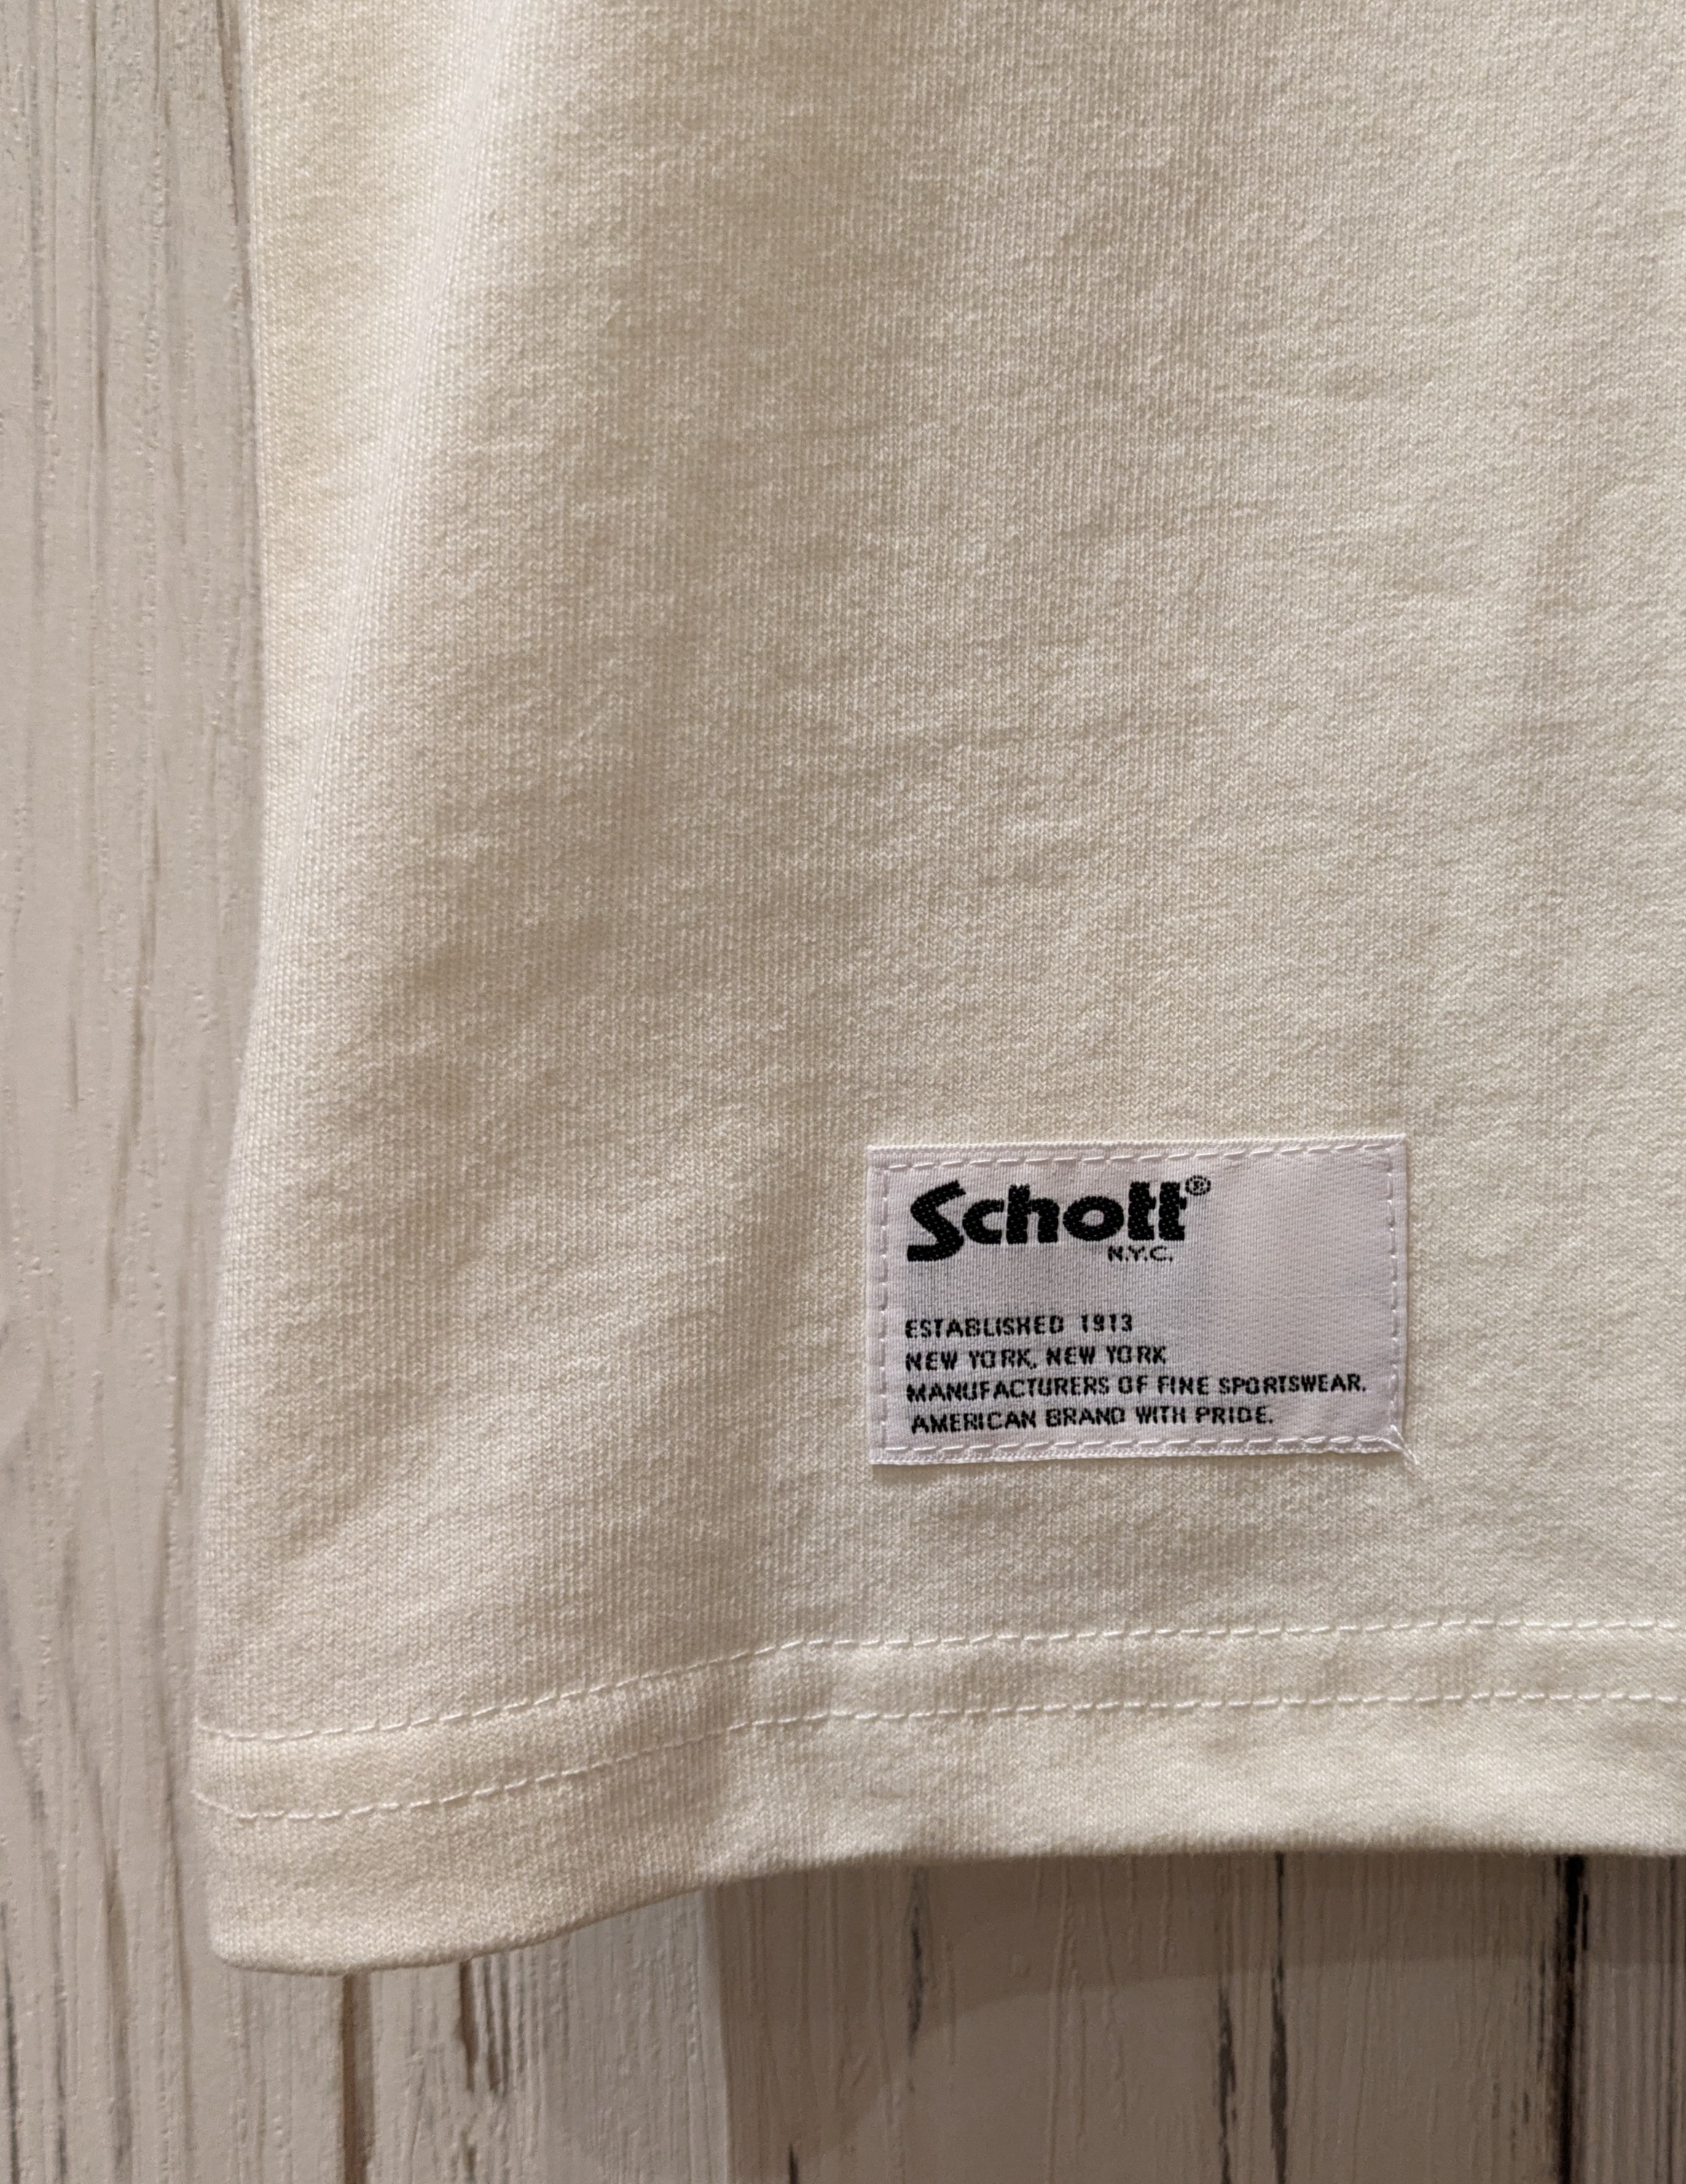 Schott®
N.Y.C.
ESTABLISHED 1913
NEW YORK, NEW YORK
MANUFACTURERS OF FINE SPORTSWEAR.
AMERICAN BRAND WITH PRIDE.